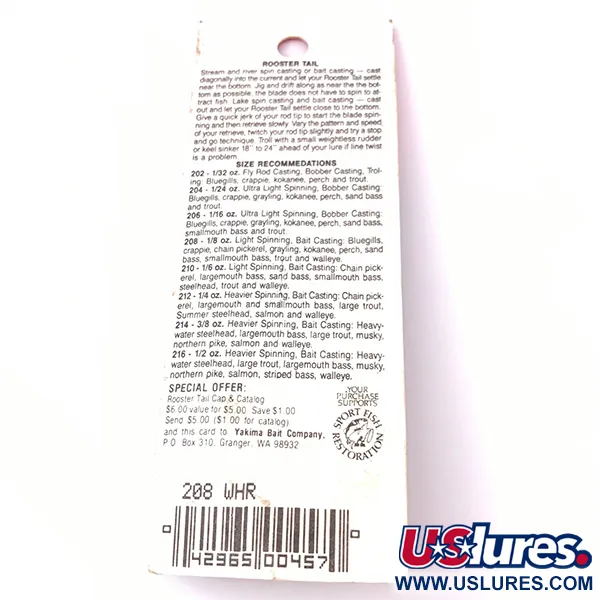 ROOSTER TAIL
Stream and river spin casting or bait casting — cast
diagonally into the current and let your Rooster Tail settle
near the bottom. Jig and drift along as near the the bot-
tom as possible, the blade does not have to spin to at-
tract fish. Lake spin casting and bait casting — cast
out and let your Rooster Tail settle close to the bottom.
Give a quick jerk of your rod tip to start the blade spin-
ning and then retrieve slowly. Vary the pattern and speed
of your retrieve, twitch your rod tip slightly and try a stop
and go technique. Troll with a small weightless rudder
or keel sinker 18" to 24" ahead of your lure if line twist
is a problem.
SIZE RECOMMEDATIONS
202 - 1/32 oz. Fly Rod Casting, Bobber Casting, Trol-
ling: Bluegills, crappie, kokanee, perch and trout.
204 - 1/24 oz. Ultra Light Spinning, Bobber Casting:
Bluegills, crappie, grayling, kokanee, perch, sand bass
and trout.
206 - 1/16 oz. Ultra Light Spinning, Bobber Casting:
Bluegills, crappie, grayling, kokanee, perch, sand bass,
smallmouth bass and trout.
208 - 1/8 oz. Light Spinning, Bait Casting: Bluegills,
crappie, chain pickerel, grayling, kokanee, perch, sand
bass, smallmouth bass, trout and walleye.
210 - 1/6 oz. Light Spinning, Bait Casting: Chain pick-
erel, largemouth bass, sand bass, smallmouth bass,
steelhead, trout and walleye.
212 - 1/4 oz. Heavier Spinning, Bait Casting: Chain pick-
erel, largemouth and smallmouth bass, large trout,
Summer steelhead, salmon and walleye.
214 - 3/8 oz. Heavier Spinning, Bait Casting: Heavy-
water steelhead, largemouth bass, large trout, musky,
northern pike, salmon and walleye.
216 - 1/2 oz. Heavier Spinning, Bait Casting: Heavy-
water steelhead, large trout, largemouth bass, musky,
northern pike, salmon, striped bass, walleye.
SPECIAL OFFER:
Rooster Tail Cap & Catalog
$6.00 value for $5.00 Save $1.00
Send $5.00 ($1.00 for catalog)
and this card to Yakima Bait Company,
P O Box 310, Granger, WA 98932
YOUR
PURCHASE
SUPPORTS
SPORT FISH
RESTORATION
208 WHR
0 42965 00457 0
USlures.
WWW.USLURES.COM